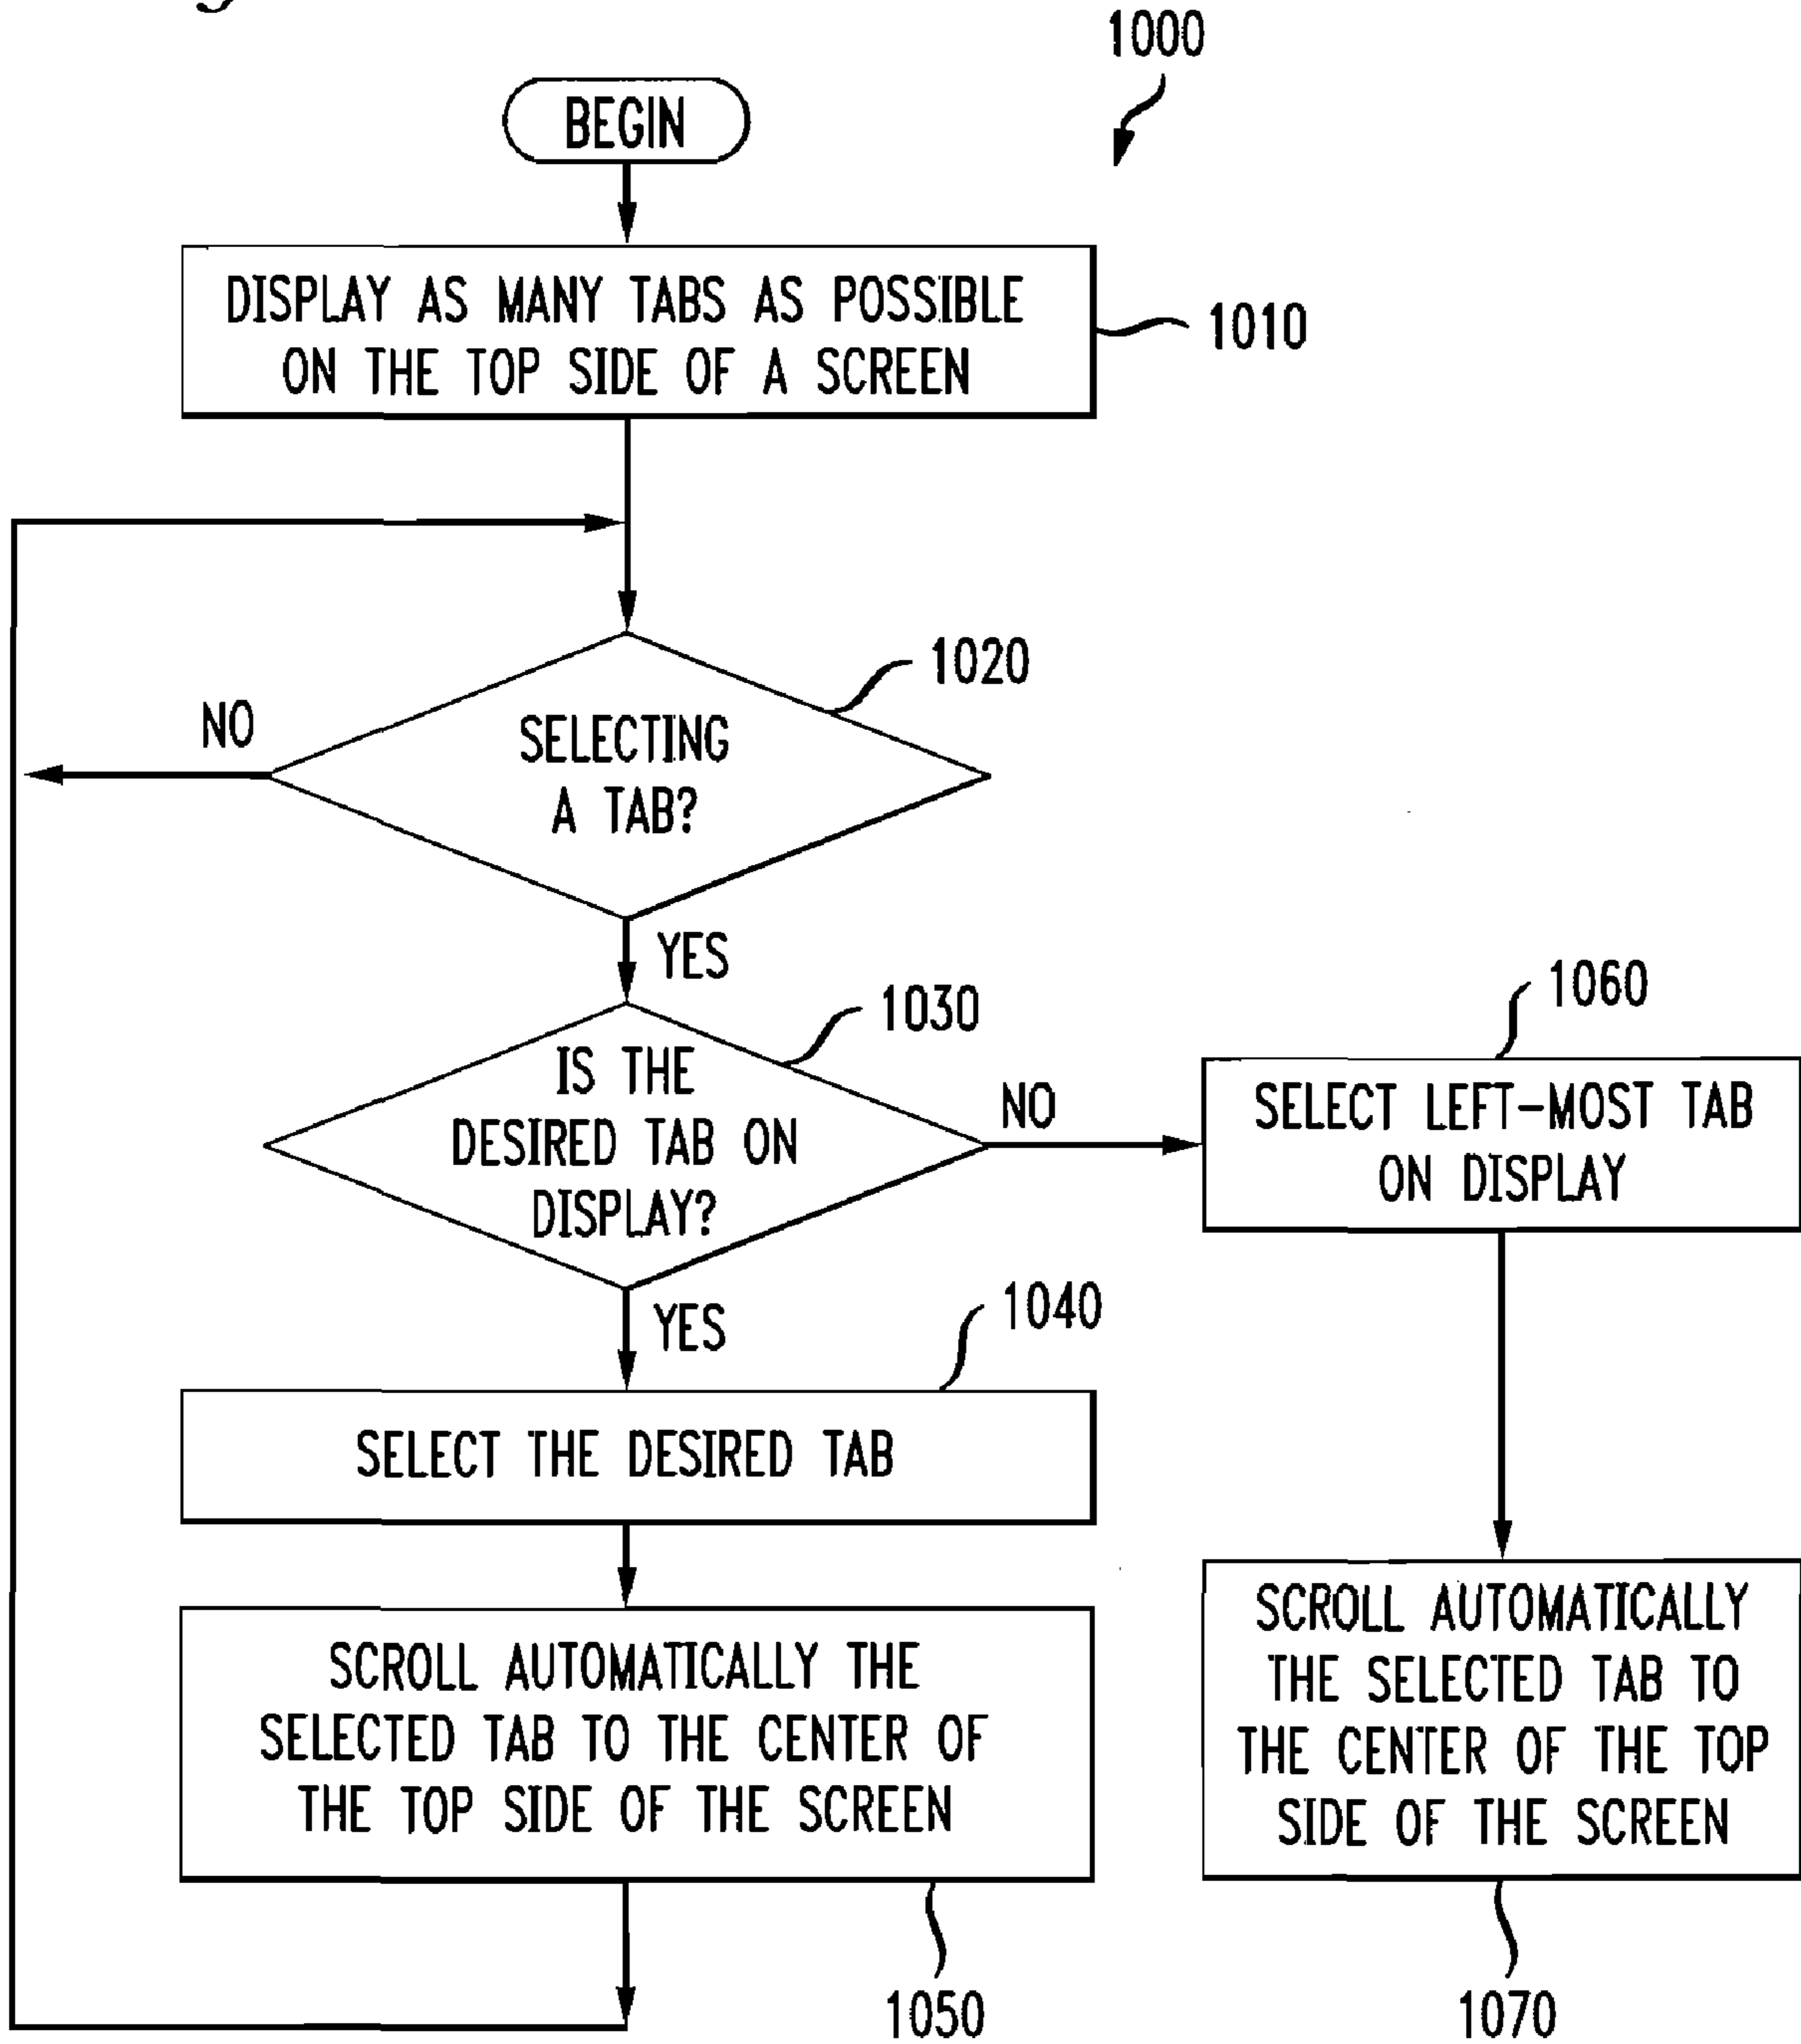 1000
BEGIN
DISPLAY AS MANY TABS AS POSSIBLE
ON THE TOP SIDE OF A SCREEN
1010
1020
NO
SELECTING
A TAB?
YES
1030
IS THE
DESIRED TAB ON
DISPLAY?
NO
1060
SELECT LEFT-MOST TAB
ON DISPLAY
YES
1040
SELECT THE DESIRED TAB
SCROLL AUTOMATICALLY THE
SELECTED TAB TO THE CENTER OF
THE TOP SIDE OF THE SCREEN
1050
SCROLL AUTOMATICALLY
THE SELECTED TAB TO
THE CENTER OF THE TOP
SIDE OF THE SCREEN
1070